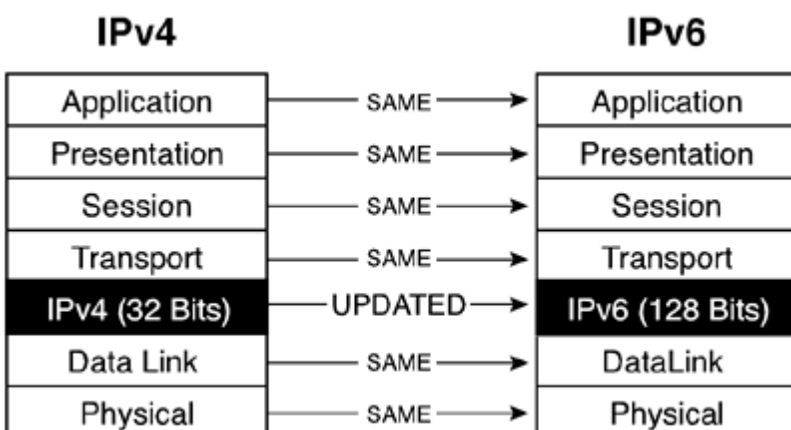 IPv4 IPv6
Application SAME Application
Presentation SAME Presentation
Session SAME Session
Transport SAME Transport
IPv4 (32 Bits) UPDATED IPv6 (128 Bits)
Data Link SAME DataLink
Physical SAME Physical